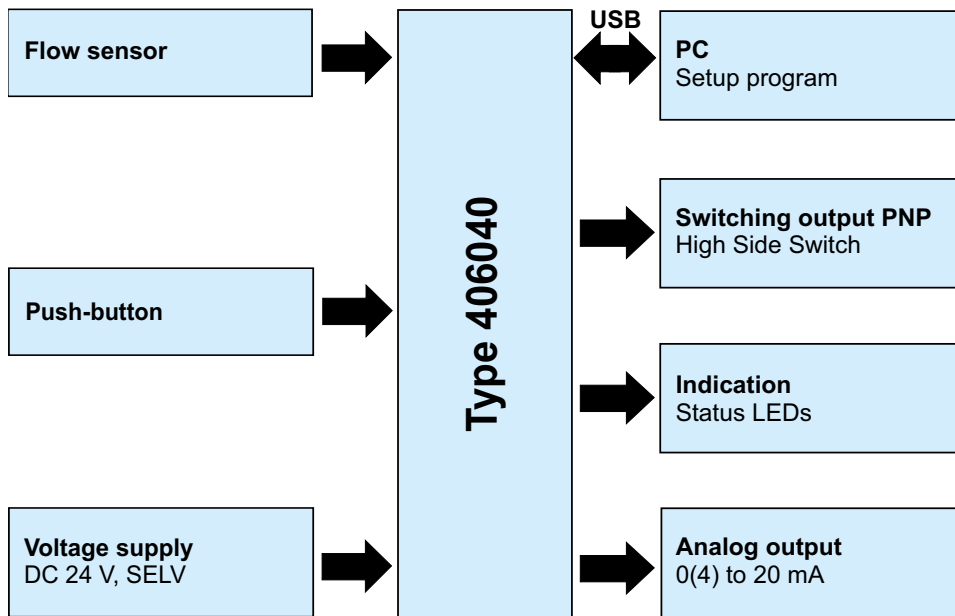 Flow sensor
Push-button
Voltage supply
DC 24 V, SELV
Type 406040
USB
PC
Setup program
Switching output PNP
High Side Switch
Indication
Status LEDs
Analog output
0(4) to 20 mA